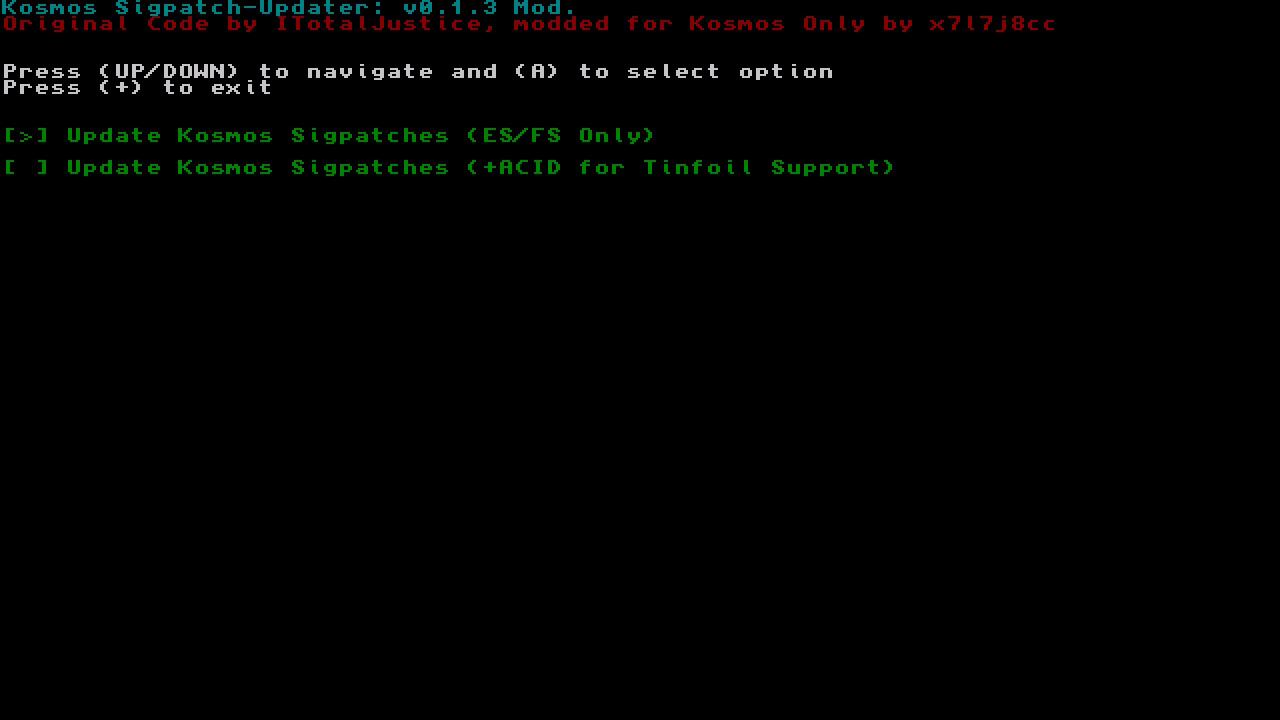 Kosmos Sigpatch-Updater: v0.1.3 Mod.
Original Code by ITotalJustice, modded for Kosmos Only by x7l7j8cc
Press (UP/DOWN) to navigate and (A) to select option
Press (+) to exit
[>] Update Kosmos Sigpatches (ES/FS Only)
[ ] Update Kosmos Sigpatches (+ACID for Tinfoil Support)